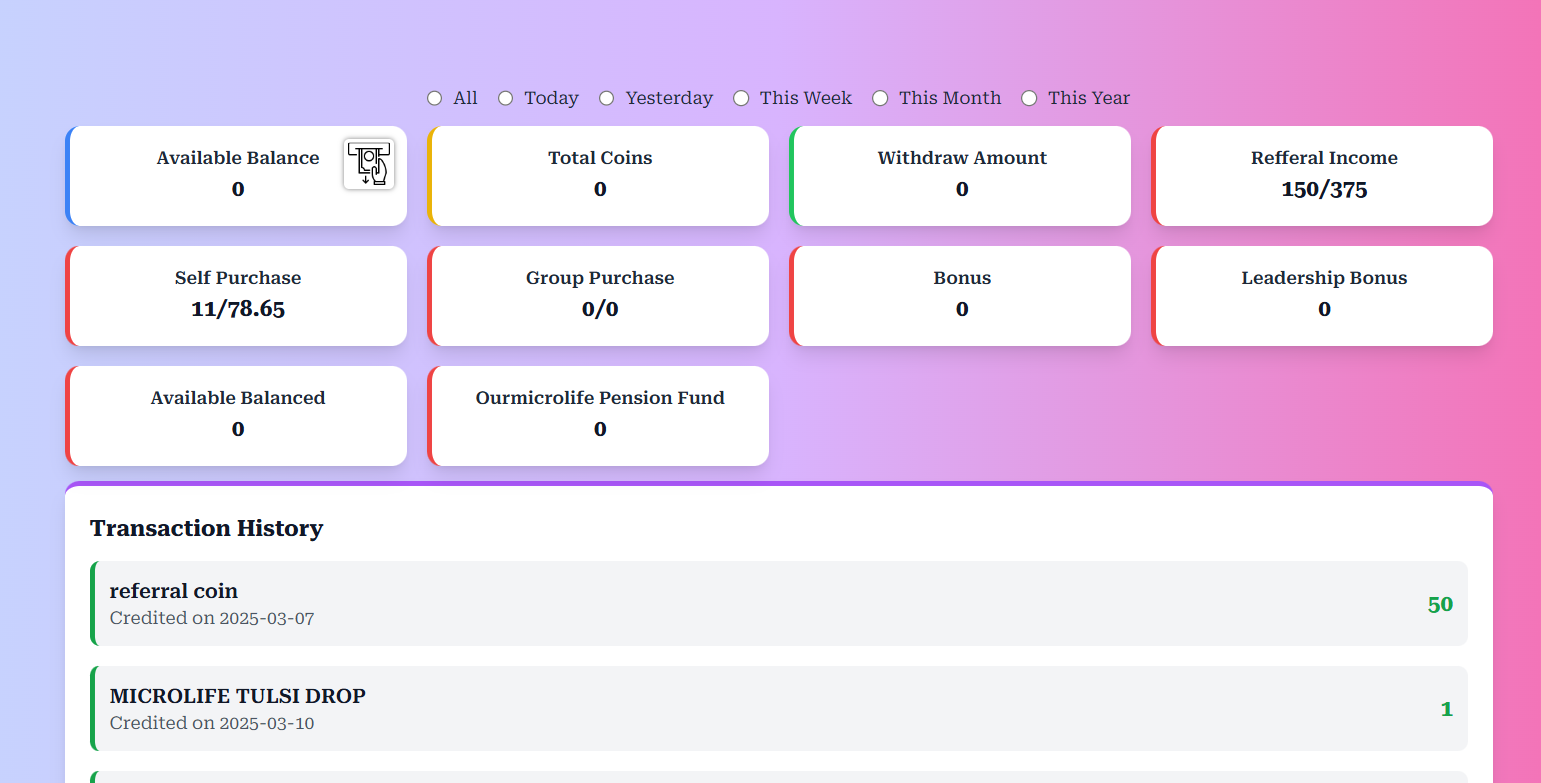 All Today Yesterday This Week This Month This Year
Available Balance
0
Total Coins
0
Withdraw Amount
0
Refferal Income
150/375
Self Purchase
11/78.65
Group Purchase
0/0
Bonus
0
Leadership Bonus
0
Available Balanced
0
Ourmicrolife Pension Fund
0
Transaction History
referral coin
Credited on 2025-03-07
50
MICROLIFE TULSI DROP
Credited on 2025-03-10
1